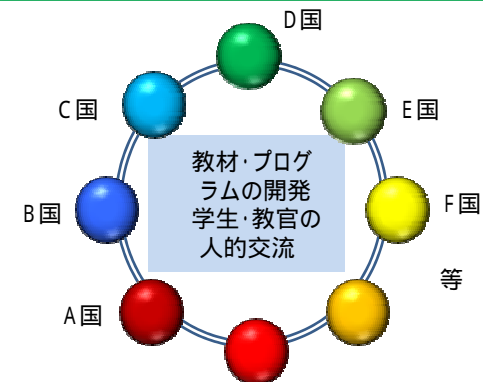 D国
C国
E国
教材･プログ
ラムの開発
学生･教官の
人的交流
B国
F国
等
A国